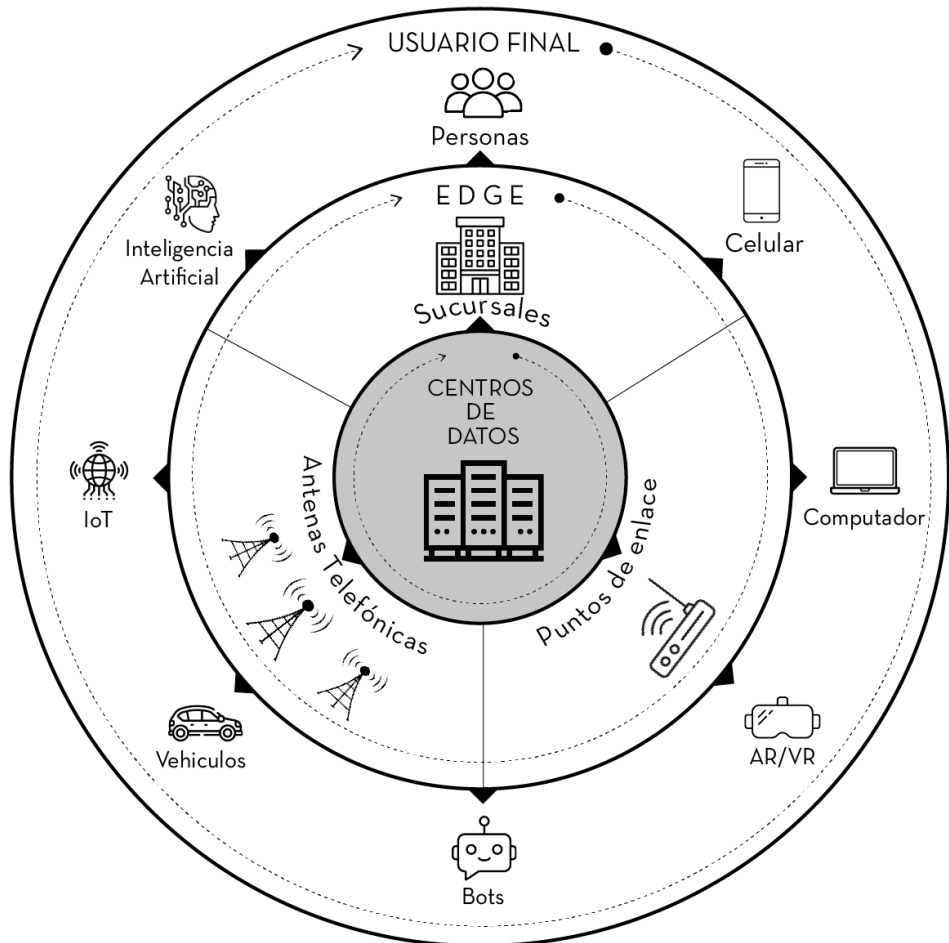 USUARIO FINAL
Personas
Celular
Computador
AR/VR
Bots
Vehiculos
IoT
Inteligencia
Artificial
EDGE
Sucursales
Puntos de enlace
Antenas Telefónicas
CENTROS
DE
DATOS